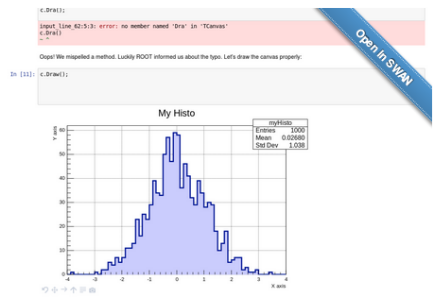 c.Dra();
input_line_62:5:3: error: no member named 'Dra' in 'TCanvas'
c.Dra()
~ ^
Oops! We mispelled a method. Luckily ROOT informed us about the typo. Let's draw the canvas properly:
In [11]: c.Draw();
Open in SWAN
My Histo
myHisto
Entries 1000
Mean 0.02680
Std Dev 1.038
Y axis
60
50
40
30
20
10
0
-4 -3 -2 -1 0 1 2 3 4
X axis